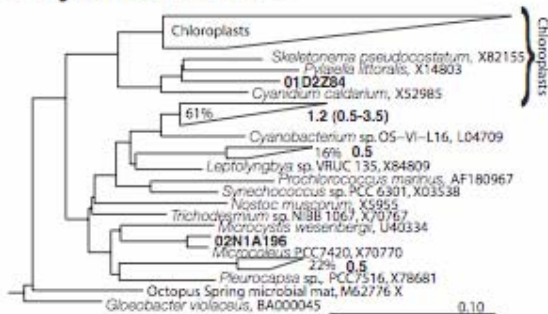 Chloroplasts
Chloroplasts
Skeletonema pseudocostatum, X82155
Pylaiella littoralis, X14803
01D2Z84
Cyanidium caldarium, X52985
61%
1.2 (0.5-3.5)
Cyanobacterium sp. OS-VI-L16, L04709
16% 0.5
Leptolyngbya sp. VRUC 135, X84809
Prochlorococcus marinus, AF180967
Synechococcus sp. PCC 6301, X03538
Nostoc muscorum, X5955
Trichodesmium sp. NIBB 1067, X70767
Microcystis wesenbergii, U40334
02N1A196
Microcoleus PCC7420, X70770
22% 0.5
Pleurocapsa sp., PCC7516, X78681
Octopus Spring microbial mat, M62776 X
Gloeobacter violaceus, BA000045
0.10